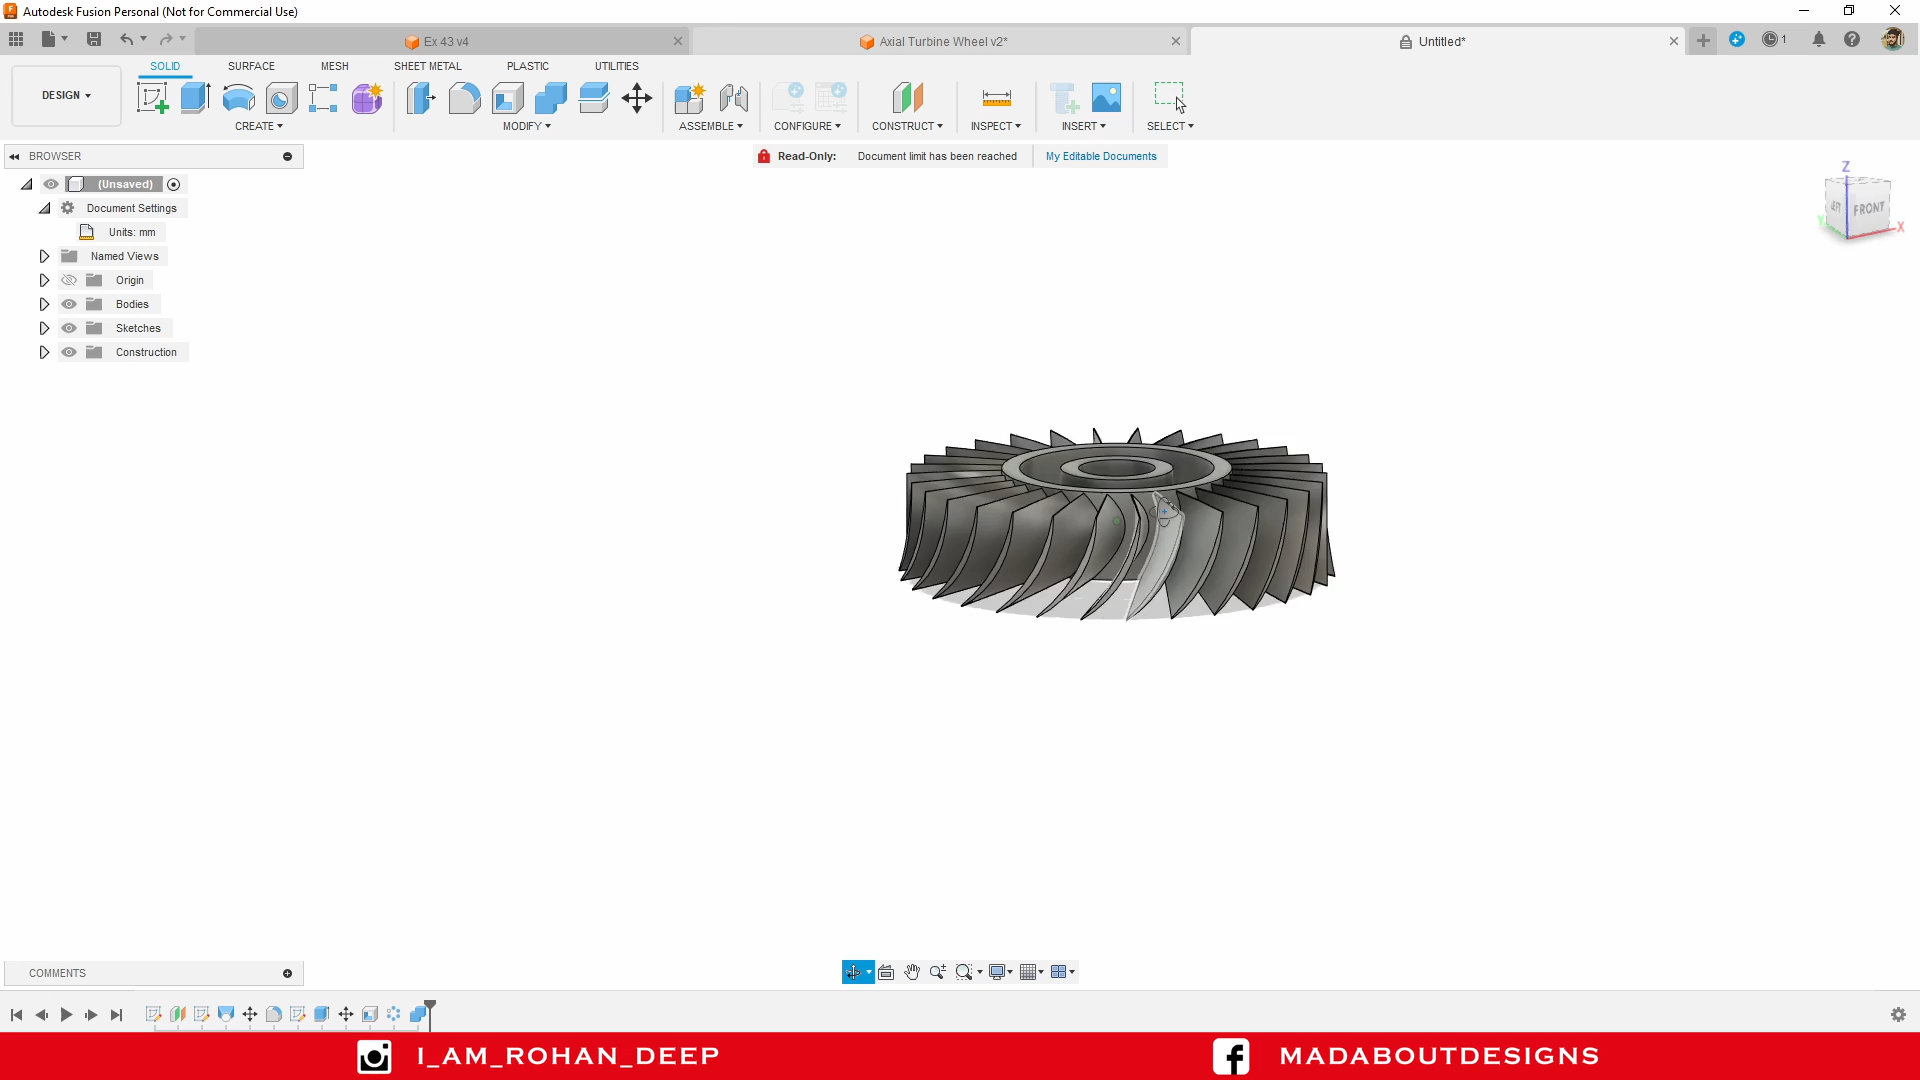 Autodesk Fusion Personal (Not for Commercial Use)
Ex 43 v4
Axial Turbine Wheel v2*
Untitled*
1
DESIGN
SOLID
SURFACE
MESH
SHEET METAL
PLASTIC
UTILITIES
CREATE
MODIFY
ASSEMBLE
CONFIGURE
CONSTRUCT
INSPECT
INSERT
SELECT
BROWSER
Read-Only: Document limit has been reached
My Editable Documents
(Unsaved)
Document Settings
Units: mm
Named Views
Origin
Bodies
Sketches
Construction
Z
LEFT
FRONT
Y
X
COMMENTS
I_AM_ROHAN_DEEP
MADABOUTDESIGNS